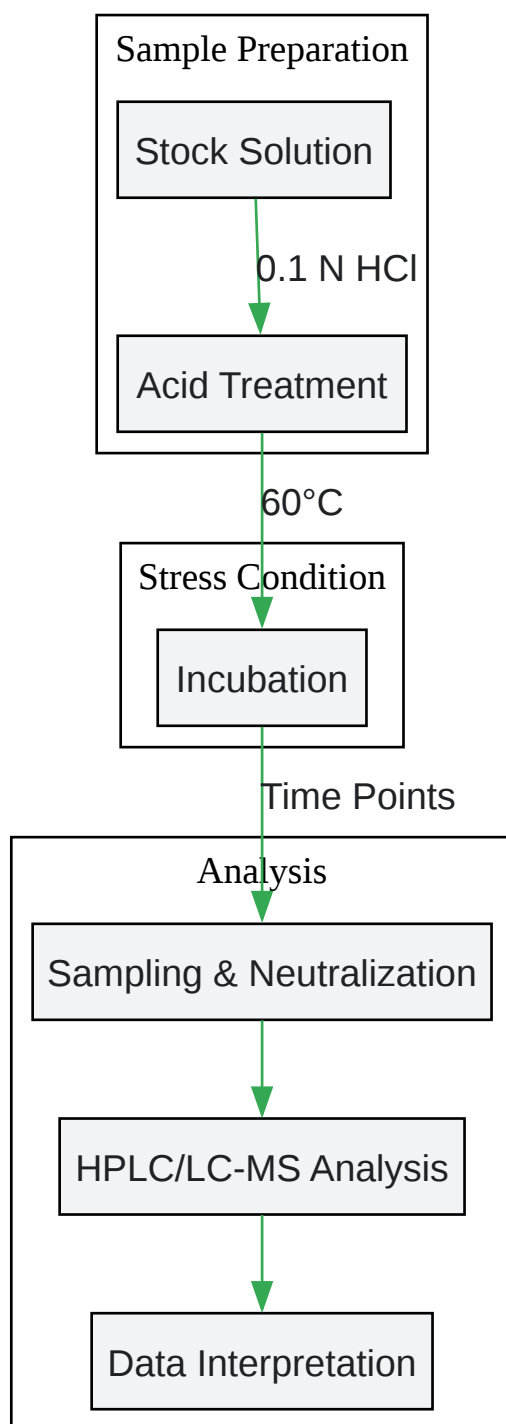 Sample Preparation
Stock Solution
0.1 N HCl
Acid Treatment
60°C
Stress Condition
Incubation
Time Points
Analysis
Sampling & Neutralization
HPLC/LC-MS Analysis
Data Interpretation